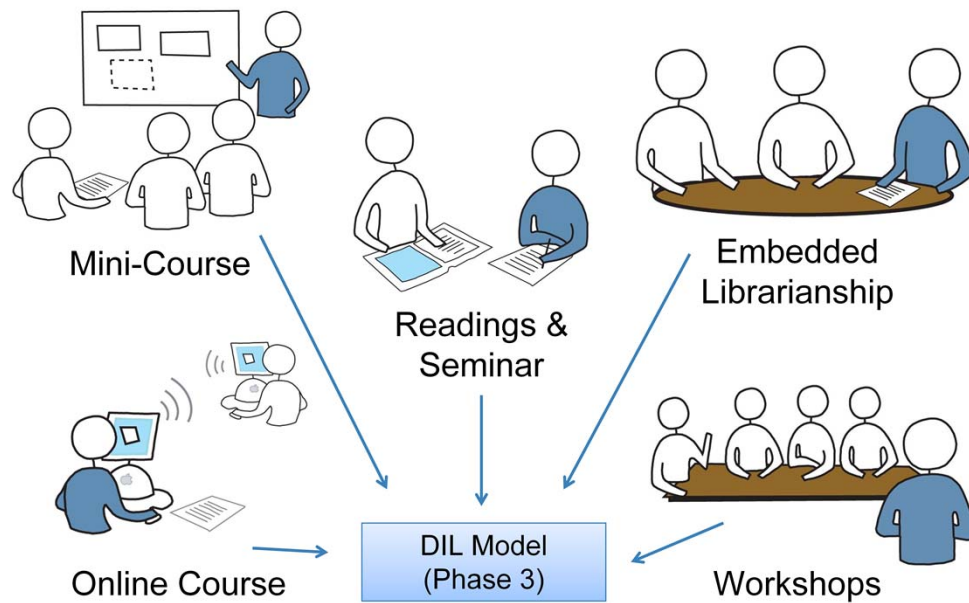 Mini-Course
Readings &
Seminar
Embedded
Librarianship
Online Course
DIL Model
(Phase 3)
Workshops